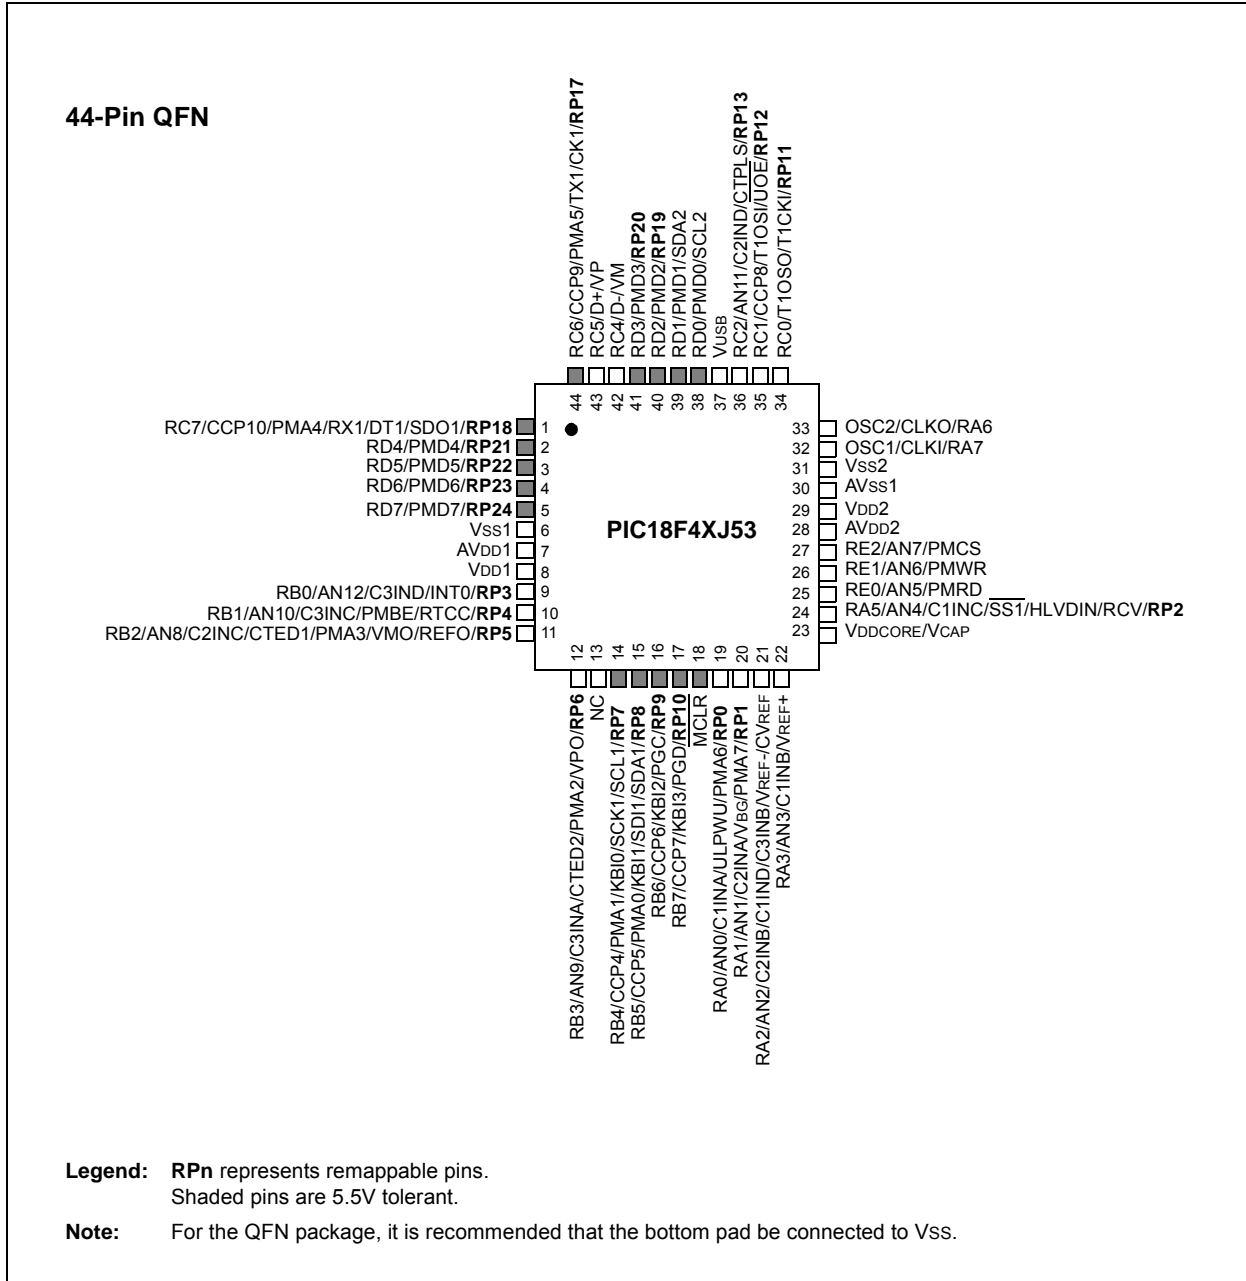 44-Pin QFN
RC6/CCP9/PMA5/TX1/CK1/RP17
RC5/D+/VP
RC4/D-/VM
RD3/PMD3/RP20
RD2/PMD2/RP19
RD1/PMD1/SDA2
RD0/PMD0/SCL2
VUSB
RC2/AN11/C2IND/CTPLS/RP13
RC1/CCP8/T1OSI/UOE/RP12
RC0/T1OSO/T1CKI/RP11
44 43 42 41 40 39 38 37 36 35 34
RC7/CCP10/PMA4/RX1/DT1/SDO1/RP18 1
RD4/PMD4/RP21 2
RD5/PMD5/RP22 3
RD6/PMD6/RP23 4
RD7/PMD7/RP24 5
VSS1 6
AVDD1 7
VDD1 8
RB0/AN12/C3IND/INT0/RP3 9
RB1/AN10/C3INC/PMBE/RTCC/RP4 10
RB2/AN8/C2INC/CTED1/PMA3/VMO/REFO/RP5 11
PIC18F4XJ53
33 OSC2/CLKO/RA6
32 OSC1/CLKI/RA7
31 VSS2
30 AVSS1
29 VDD2
28 AVDD2
27 RE2/AN7/PMCS
26 RE1/AN6/PMWR
25 RE0/AN5/PMRD
24 RA5/AN4/C1INC/SS1/HLVDIN/RCV/RP2
23 VDDCORE/VCAP
12 13 14 15 16 17 18 19 20 21 22
RB3/AN9/C3INA/CTED2/PMA2/VPO/RP6
NC
RB4/CCP4/PMA1/KBI0/SCK1/SCL1/RP7
RB5/CCP5/PMA0/KBI1/SDI1/SDA1/RP8
RB6/CCP6/KBI2/PGC/RP9
RB7/CCP7/KBI3/PGD/RP10
MCLR
RA0/AN0/C1INA/ULPWU/PMA6/RP0
RA1/AN1/C2INA/VBG/PMA7/RP1
RA2/AN2/C2INB/C1IND/C3INB/VREF-/CVREF
RA3/AN3/C1INB/VREF+
Legend: RPn represents remappable pins.
Shaded pins are 5.5V tolerant.
Note: For the QFN package, it is recommended that the bottom pad be connected to VSS.